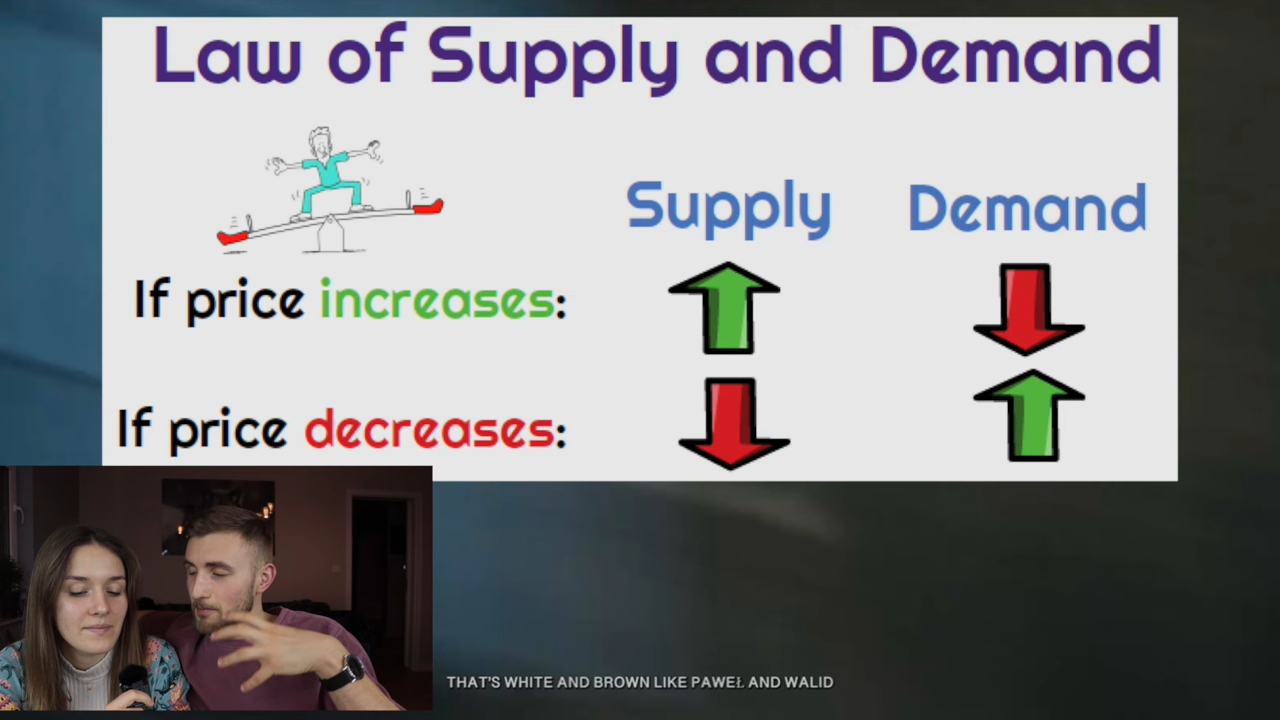 Law of Supply and Demand
Supply Demand
If price increases:
If price decreases:
THAT'S WHITE AND BROWN LIKE PAWEŁ AND WALID